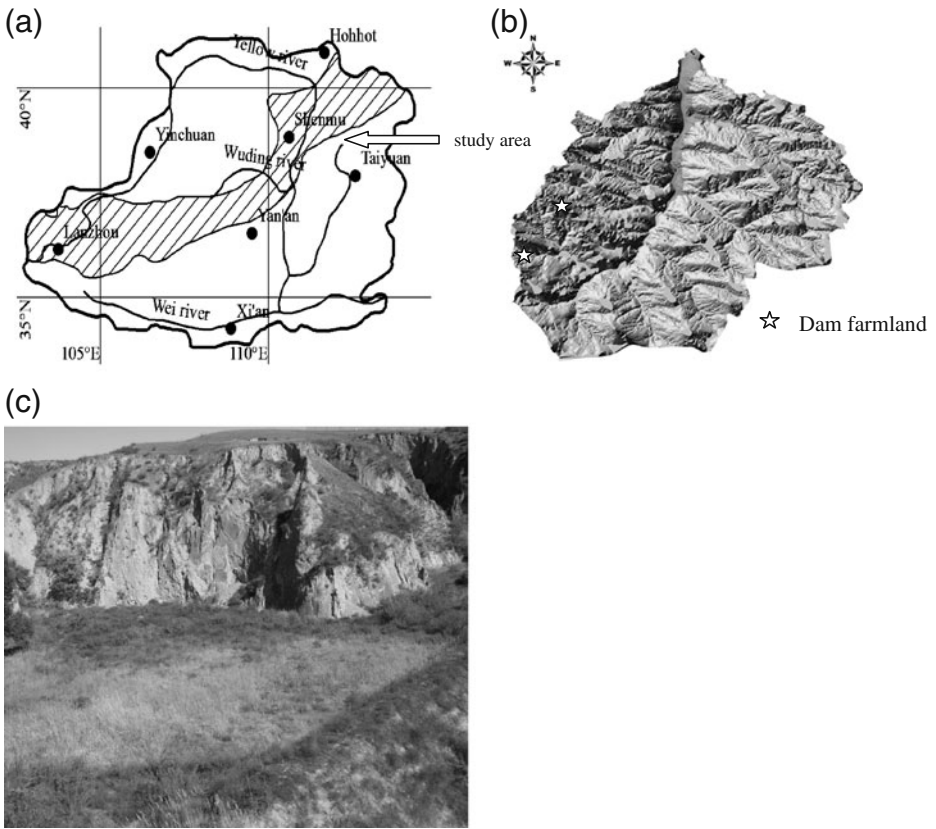 (a)
Hohhot
Yellow river
40°N
Shenmu
Yinchuan
study area
Wuding river
Taiyuan
Yan'an
Lanzhou
35°N
Wei river
Xi'an
105°E
110°E
(b)
N
W
E
S
Dam farmland
(c)